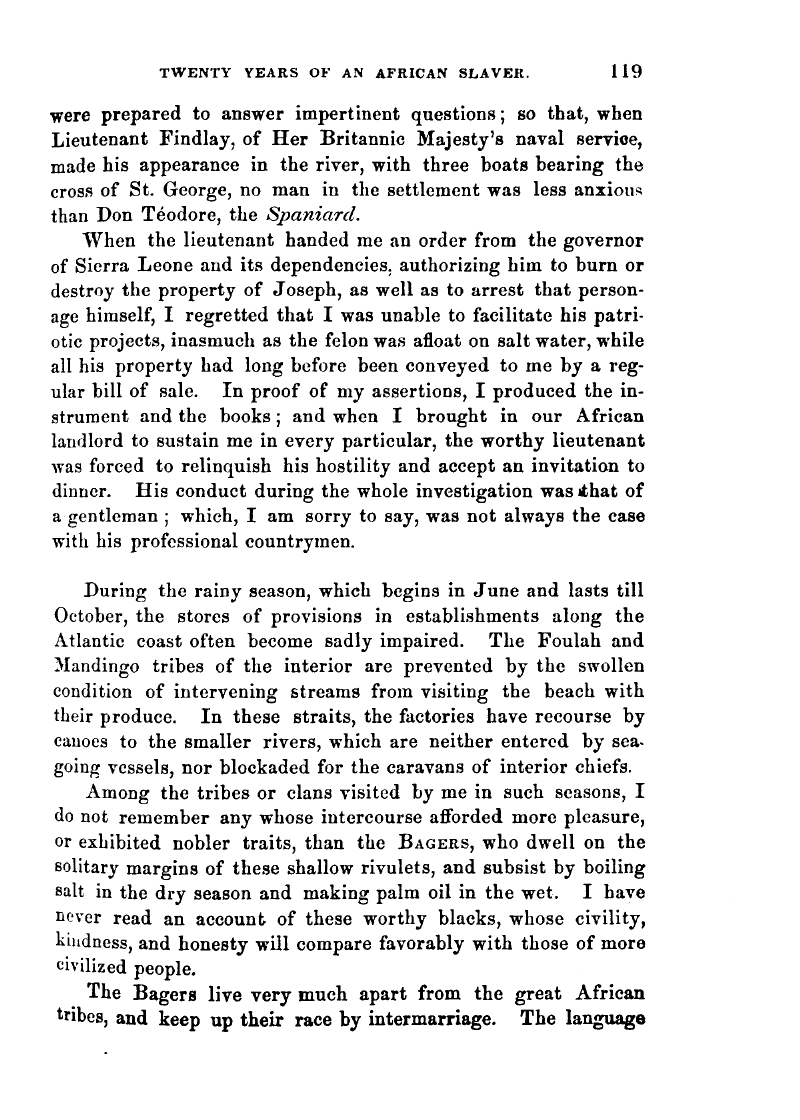 TWENTY YEARS OF AN AFRICAN SLAVER. 119
were prepared to answer impertinent questions; so that, when
Lieutenant Findlay, of Her Britannic Majesty's naval service,
made his appearance in the river, with three boats bearing the
cross of St. George, no man in the settlement was less anxious
than Don Téodore, the Spaniard.
When the lieutenant handed me an order from the governor
of Sierra Leone and its dependencies, authorizing him to burn or
destroy the property of Joseph, as well as to arrest that person-
age himself, I regretted that I was unable to facilitate his patri-
otic projects, inasmuch as the felon was afloat on salt water, while
all his property had long before been conveyed to me by a reg-
ular bill of sale. In proof of my assertions, I produced the in-
strument and the books; and when I brought in our African
landlord to sustain me in every particular, the worthy lieutenant
was forced to relinquish his hostility and accept an invitation to
dinner. His conduct during the whole investigation was that of
a gentleman; which, I am sorry to say, was not always the case
with his professional countrymen.
During the rainy season, which begins in June and lasts till
October, the stores of provisions in establishments along the
Atlantic coast often become sadly impaired. The Foulah and
Mandingo tribes of the interior are prevented by the swollen
condition of intervening streams from visiting the beach with
their produce. In these straits, the factories have recourse by
canoes to the smaller rivers, which are neither entered by sea-
going vessels, nor blockaded for the caravans of interior chiefs.
Among the tribes or clans visited by me in such seasons, I
do not remember any whose intercourse afforded more pleasure,
or exhibited nobler traits, than the BAGERS, who dwell on the
solitary margins of these shallow rivulets, and subsist by boiling
salt in the dry season and making palm oil in the wet. I have
never read an account of these worthy blacks, whose civility,
kindness, and honesty will compare favorably with those of more
civilized people.
The Bagers live very much apart from the great African
tribes, and keep up their race by intermarriage. The language